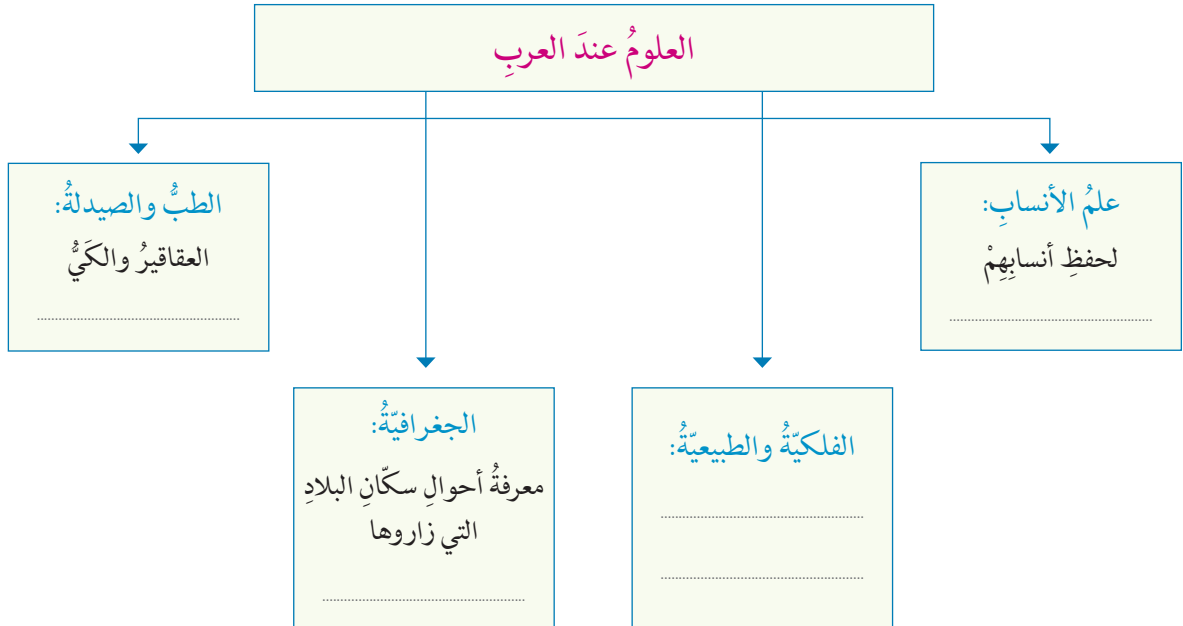 العلومُ عندَ العربِ
علمُ الأنسابِ:
لحفظِ أنسابِهِمْ
الفلكيّةُ والطبيعيّةُ:
الجغرافيّةُ:
معرفةُ أحوالِ سكّانِ البلادِ
التي زاروها
الطبُّ والصيدلةُ:
العقاقيرُ والكَيُّ